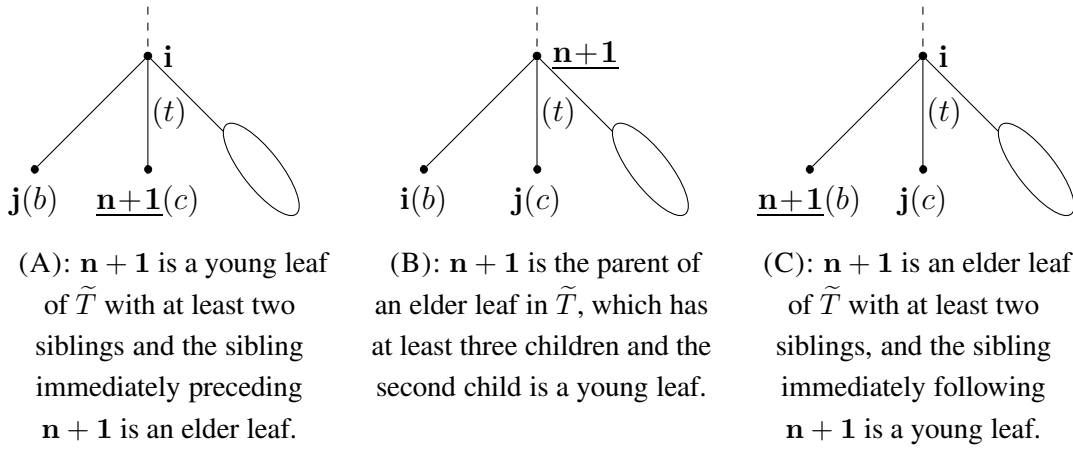 i
(t)
j(b) n+1(c)
(A): n + 1 is a young leaf
of T̃ with at least two
siblings and the sibling
immediately preceding
n + 1 is an elder leaf.
n+1
(t)
i(b) j(c)
(B): n + 1 is the parent of
an elder leaf in T̃, which has
at least three children and the
second child is a young leaf.
i
(t)
n+1(b) j(c)
(C): n + 1 is an elder leaf
of T̃ with at least two
siblings, and the sibling
immediately following
n + 1 is a young leaf.